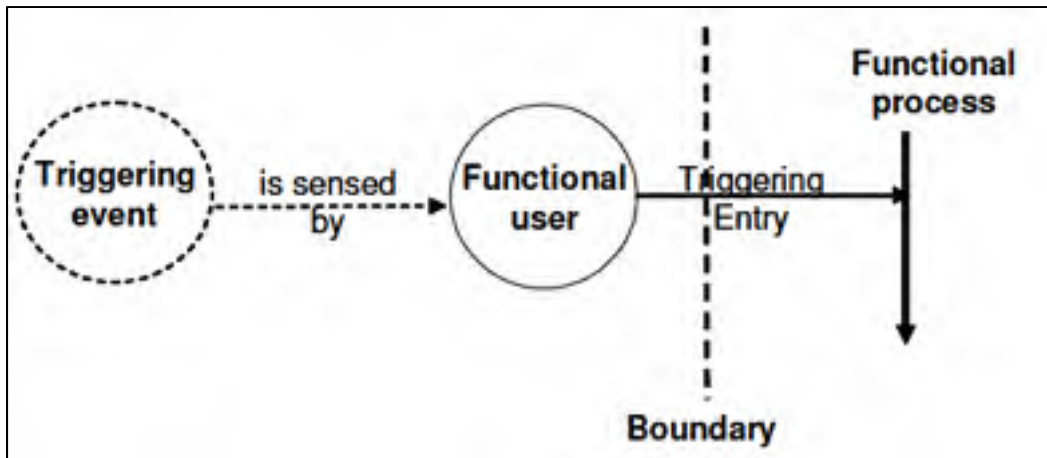 Triggering
event
is sensed
by
Functional
user
Triggering
Entry
Functional
process
Boundary